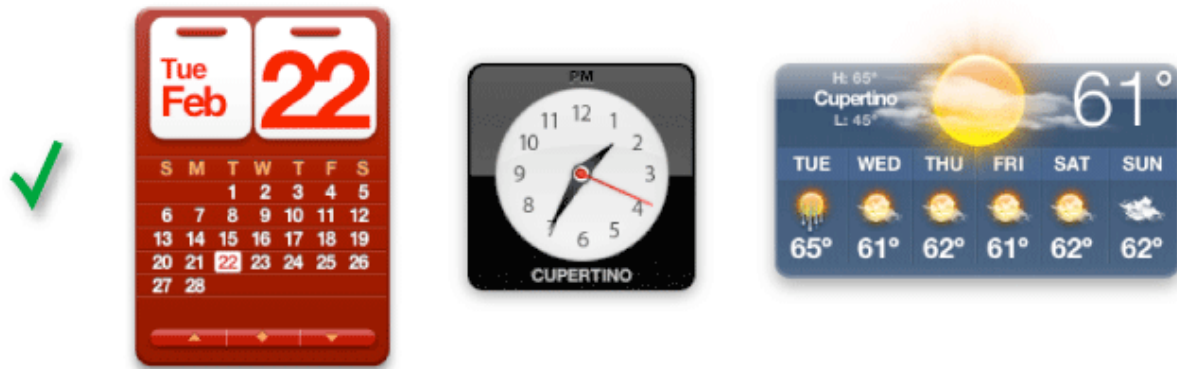 Tue
Feb
22
S M T W T F S
1 2 3 4 5
6 7 8 9 10 11 12
13 14 15 16 17 18 19
20 21 22 23 24 25 26
27 28
PM
12
1
2
3
4
5
6
7
8
9
10
11
CUPERTINO
H: 65°
Cupertino
L: 45°
61°
TUE WED THU FRI SAT SUN
65° 61° 62° 61° 62° 62°